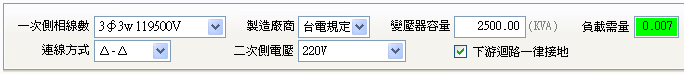 一次側相線數 3ψ3w 119500V 製造廠商 台電規定 變壓器容量 2500.00 (KVA) 負載需量 0.007
連線方式 △-△ 二次側電壓 220V ☑ 下游迴路一律接地